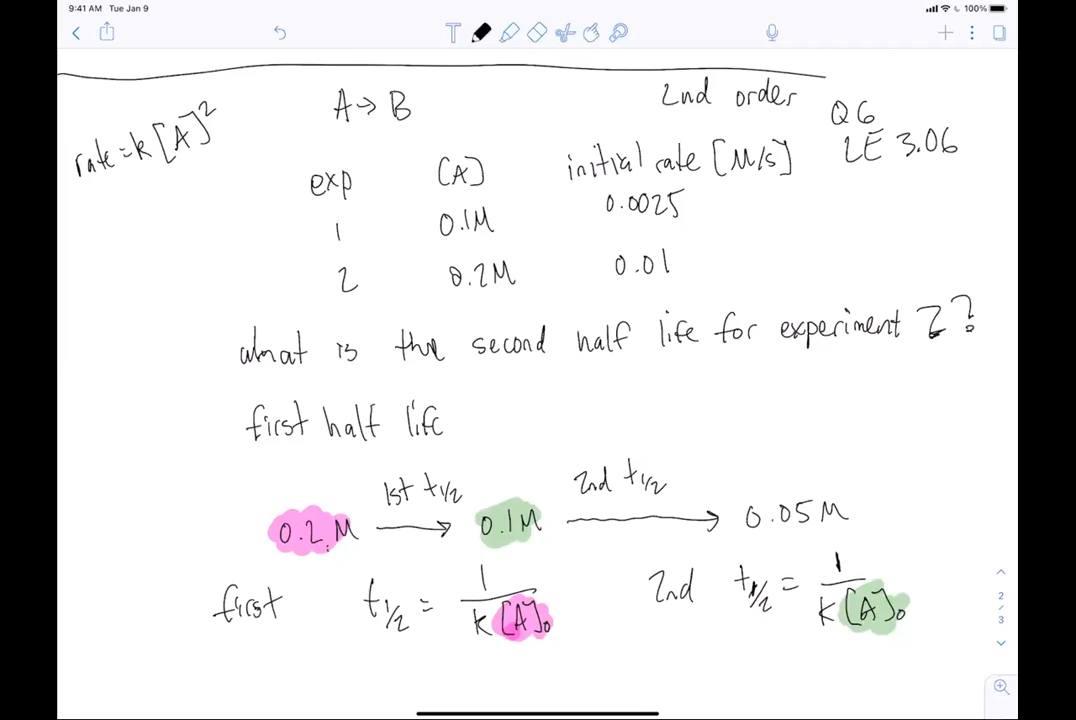 9:41 AM Tue Jan 9
100%
T
A → B
2nd order
Q6
rate = k[A]²
LE 3.06
exp [A] initial rate [M/s]
1 0.1M 0.0025
2 0.2M 0.01
what is the second half life for experiment 2?
first half life
1st t1/2 2nd t1/2
0.2M → 0.1M → 0.05M
first t1/2 = 1/k[A]₀ 2nd t1/2 = 1/k[A]₀
2/3